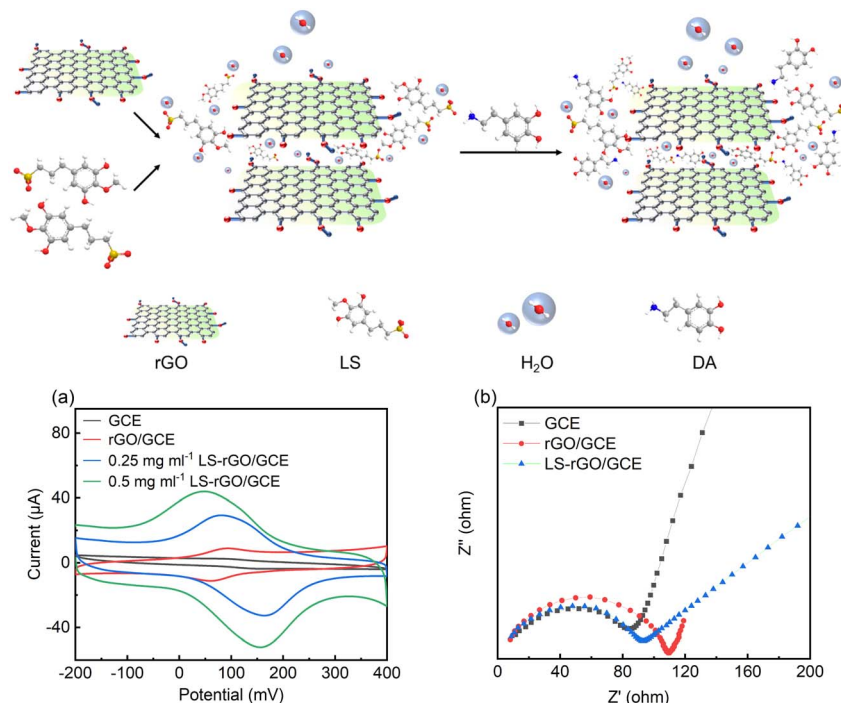 rGO LS H₂O DA
(a)
GCE
rGO/GCE
0.25 mg ml⁻¹ LS-rGO/GCE
0.5 mg ml⁻¹ LS-rGO/GCE
80
40
0
-40
Current (µA)
-200 -100 0 100 200 300 400
Potential (mV)
(b)
GCE
rGO/GCE
LS-rGO/GCE
Z'' (ohm)
0 40 80 120 160 200
Z' (ohm)